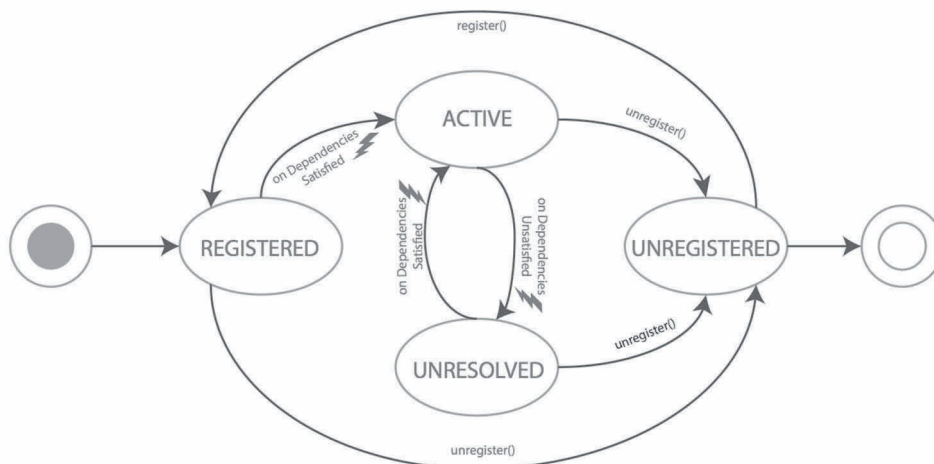 register()
ACTIVE
unregister()
on Dependencies
Satisfied
on Dependencies
Satisfied
on Dependencies
Unsatisfied
REGISTERED
UNREGISTERED
UNRESOLVED
unregister()
unregister()